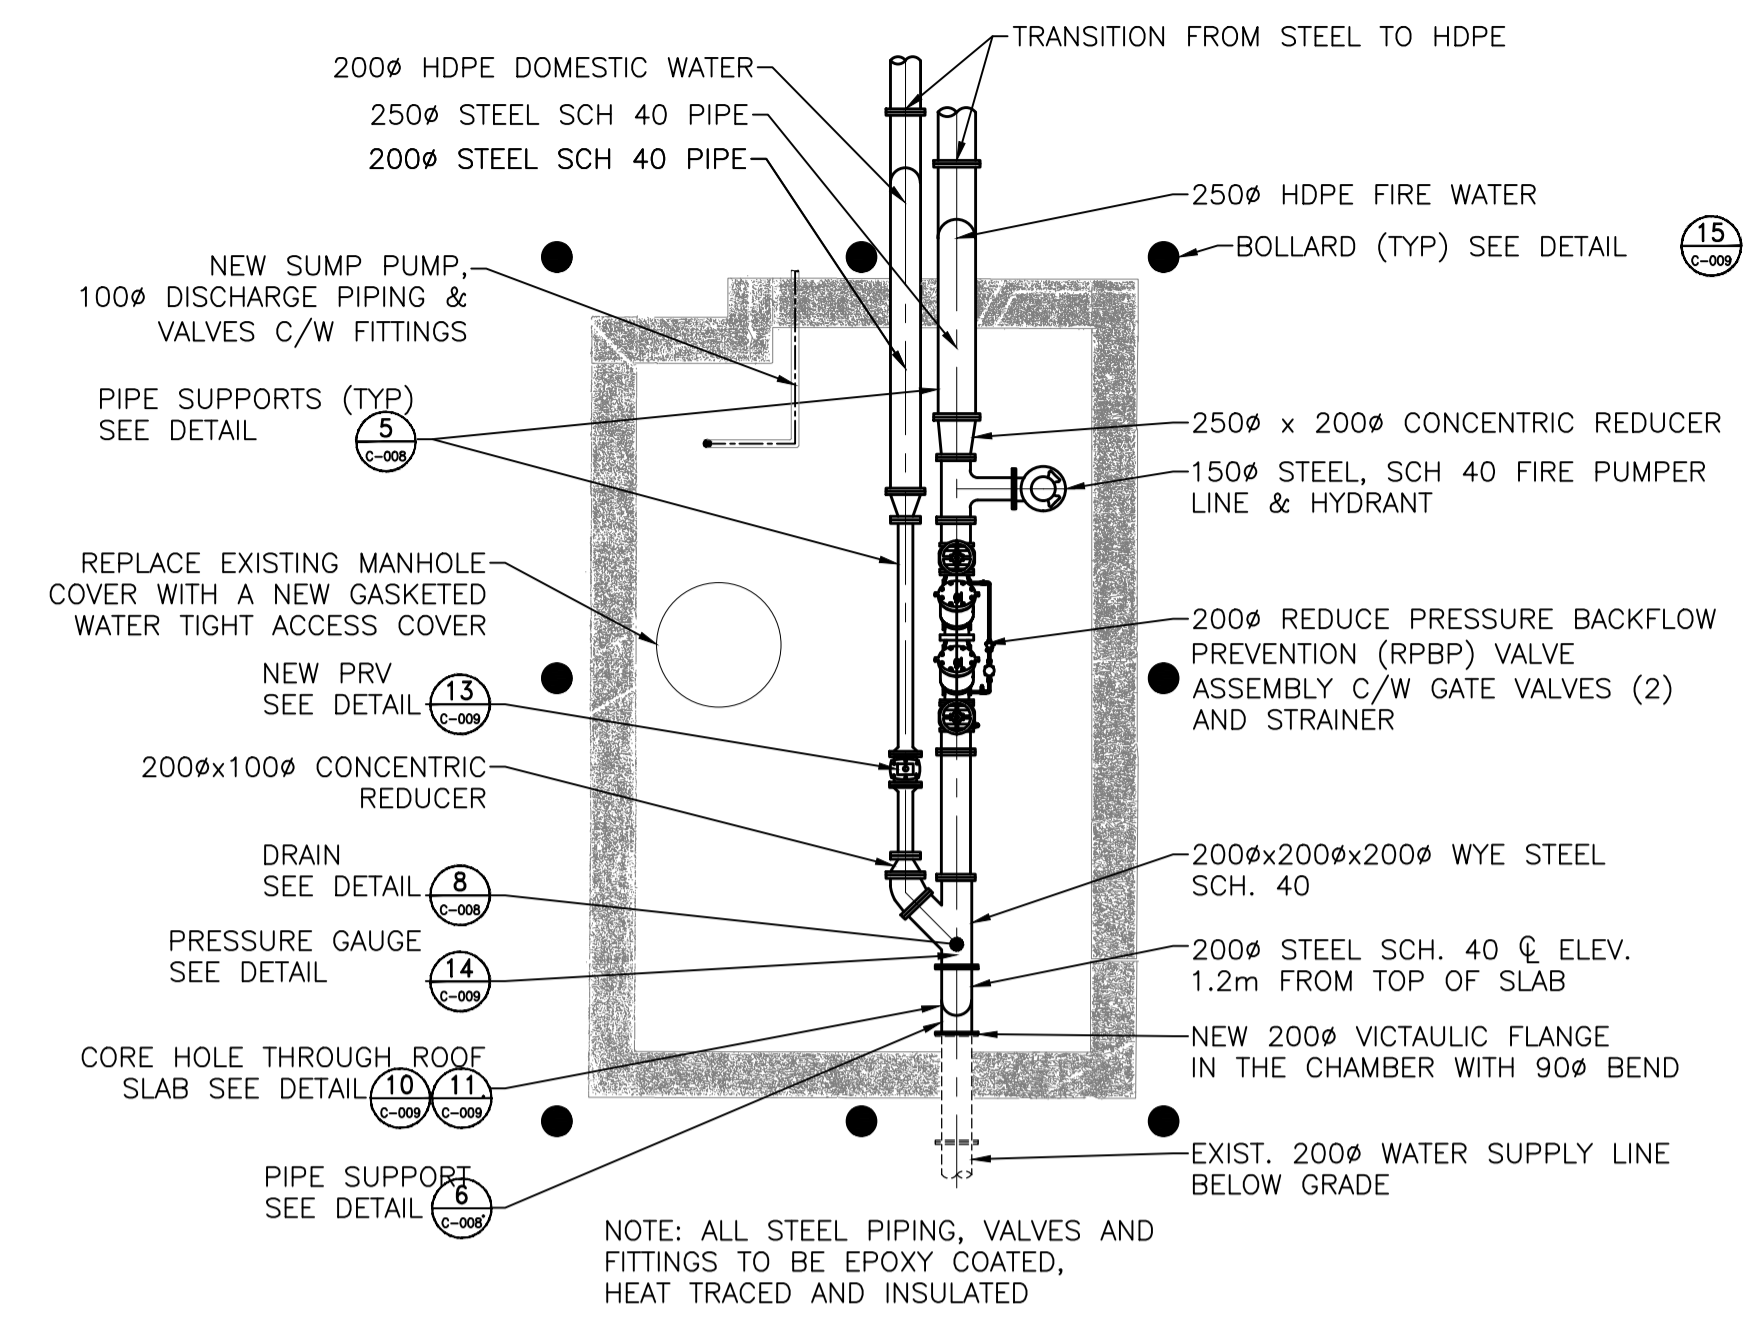 TRANSITION FROM STEEL TO HDPE
200ø HDPE DOMESTIC WATER
250ø STEEL SCH 40 PIPE
200ø STEEL SCH 40 PIPE
250ø HDPE FIRE WATER
BOLLARD (TYP) SEE DETAIL
15
C-009
NEW SUMP PUMP,
100ø DISCHARGE PIPING &
VALVES C/W FITTINGS
PIPE SUPPORTS (TYP)
SEE DETAIL
5
C-008
250ø x 200ø CONCENTRIC REDUCER
150ø STEEL, SCH 40 FIRE PUMPER
LINE & HYDRANT
REPLACE EXISTING MANHOLE
COVER WITH A NEW GASKETED
WATER TIGHT ACCESS COVER
200ø REDUCE PRESSURE BACKFLOW
PREVENTION (RPBP) VALVE
ASSEMBLY C/W GATE VALVES (2)
AND STRAINER
NEW PRV
SEE DETAIL
13
C-009
200øx100ø CONCENTRIC
REDUCER
DRAIN
SEE DETAIL
8
C-008
200øx200øx200ø WYE STEEL
SCH. 40
PRESSURE GAUGE
SEE DETAIL
14
C-009
200ø STEEL SCH. 40 ℄ ELEV.
1.2m FROM TOP OF SLAB
NEW 200ø VICTAULIC FLANGE
IN THE CHAMBER WITH 90ø BEND
CORE HOLE THROUGH ROOF
SLAB SEE DETAIL
10
C-009
11
C-009
EXIST. 200ø WATER SUPPLY LINE
BELOW GRADE
PIPE SUPPORT
SEE DETAIL
6
C-008
NOTE: ALL STEEL PIPING, VALVES AND
FITTINGS TO BE EPOXY COATED,
HEAT TRACED AND INSULATED